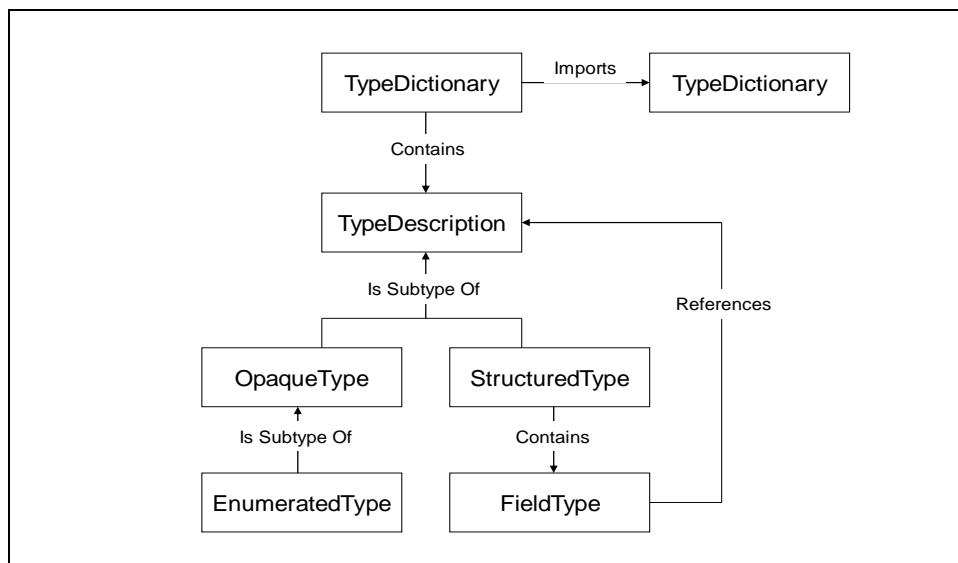 Imports
TypeDictionary
TypeDictionary
Contains
TypeDescription
Is Subtype Of
References
OpaqueType
StructuredType
Is Subtype Of
Contains
EnumeratedType
FieldType